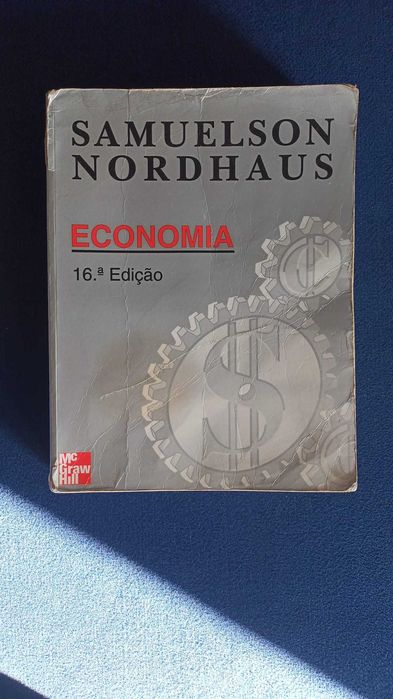 SAMUELSON
NORDHAUS
ECONOMIA
16.ª Edição
Mc
Graw
Hill